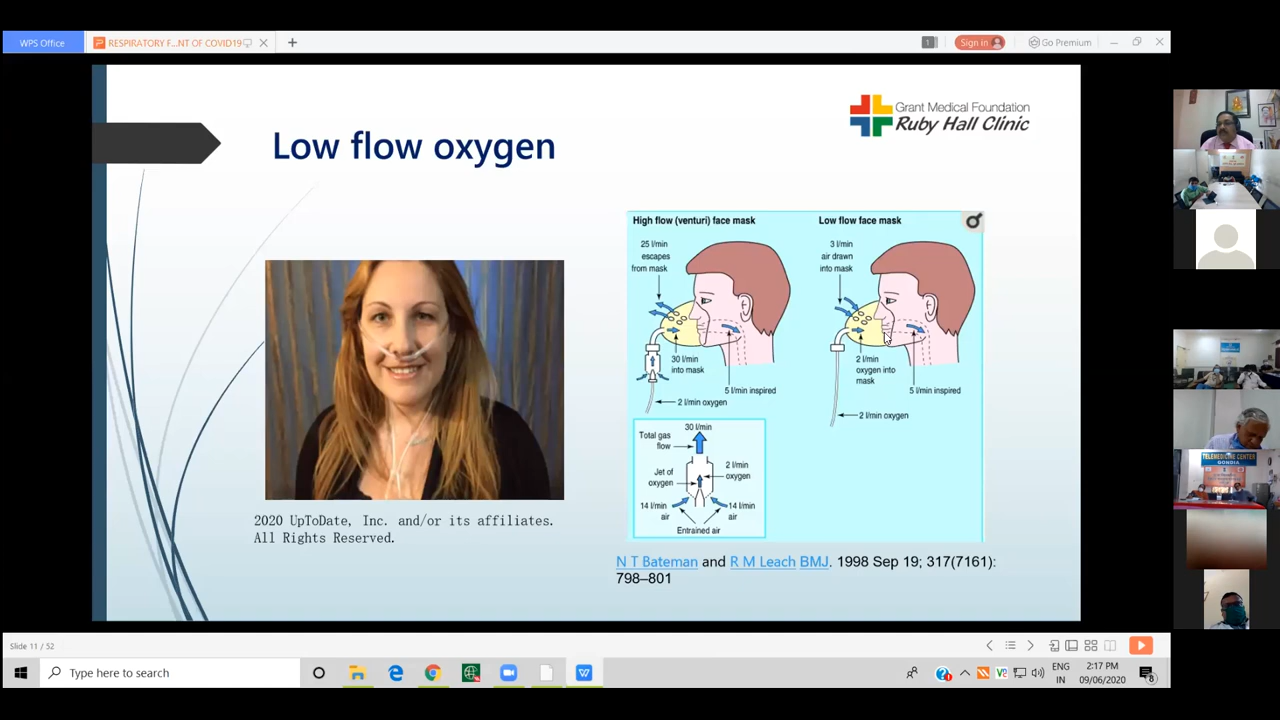 WPS Office
RESPIRATORY F...NT OF COVID19
1
Sign in
Go Premium
Grant Medical Foundation
Ruby Hall Clinic
Low flow oxygen
High flow (venturi) face mask
25 l/min
escapes
from mask
30 l/min
into mask
5 l/min inspired
2 l/min oxygen
Low flow face mask
3 l/min
air drawn
into mask
2 l/min
oxygen into
mask
5 l/min inspired
2 l/min oxygen
30 l/min
Total gas
flow
Jet of
oxygen
2 l/min
oxygen
14 l/min
air
14 l/min
air
Entrained air
2020 UpToDate, Inc. and/or its affiliates.
All Rights Reserved.
N T Bateman and R M Leach BMJ. 1998 Sep 19; 317(7161):
798–801
TELEMEDICINE CENTER
GONDIA
Slide 11 / 52
Type here to search
ENG
IN
2:17 PM
09/06/2020
8